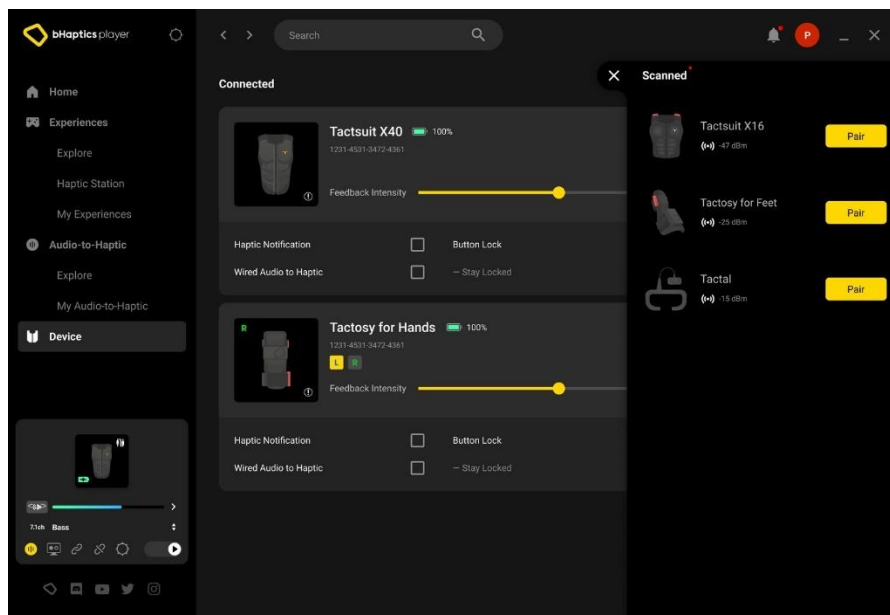 bHaptics player
Search
P
Home
Experiences
Explore
Haptic Station
My Experiences
Audio-to-Haptic
Explore
My Audio-to-Haptic
Device
7.1ch Bass
Connected
Tactsuit X40 100%
1231-4531-3472-4361
Feedback Intensity
Haptic Notification
Button Lock
Wired Audio to Haptic
– Stay Locked
R
Tactosy for Hands 100%
1231-4531-3472-4361
L R
Feedback Intensity
Haptic Notification
Button Lock
Wired Audio to Haptic
– Stay Locked
Scanned
Tactsuit X16
-47 dBm
Pair
Tactosy for Feet
-25 dBm
Pair
Tactal
-15 dBm
Pair